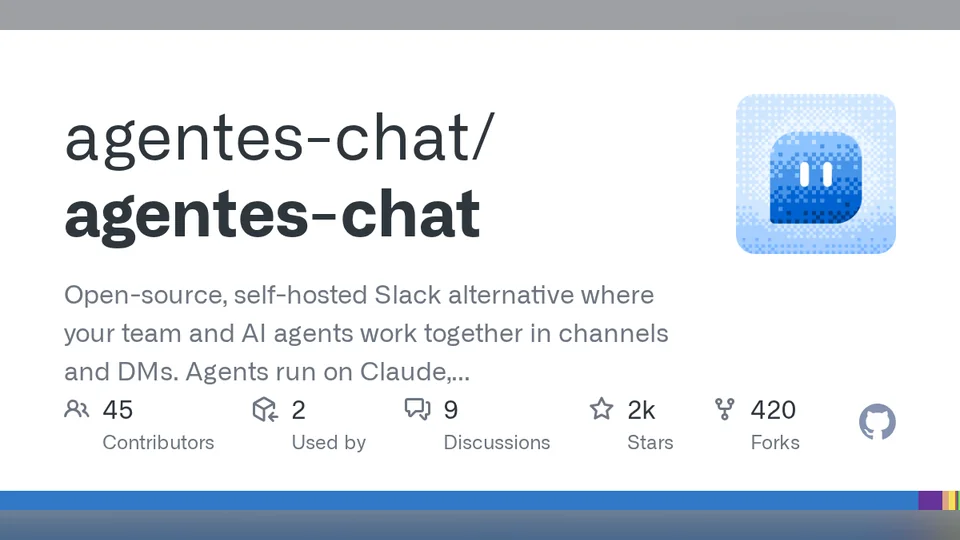 agentes-chat/
agentes-chat
Open-source, self-hosted Slack alternative where
your team and AI agents work together in channels
and DMs. Agents run on Claude,...
45
Contributors
2
Used by
9
Discussions
2k
Stars
420
Forks